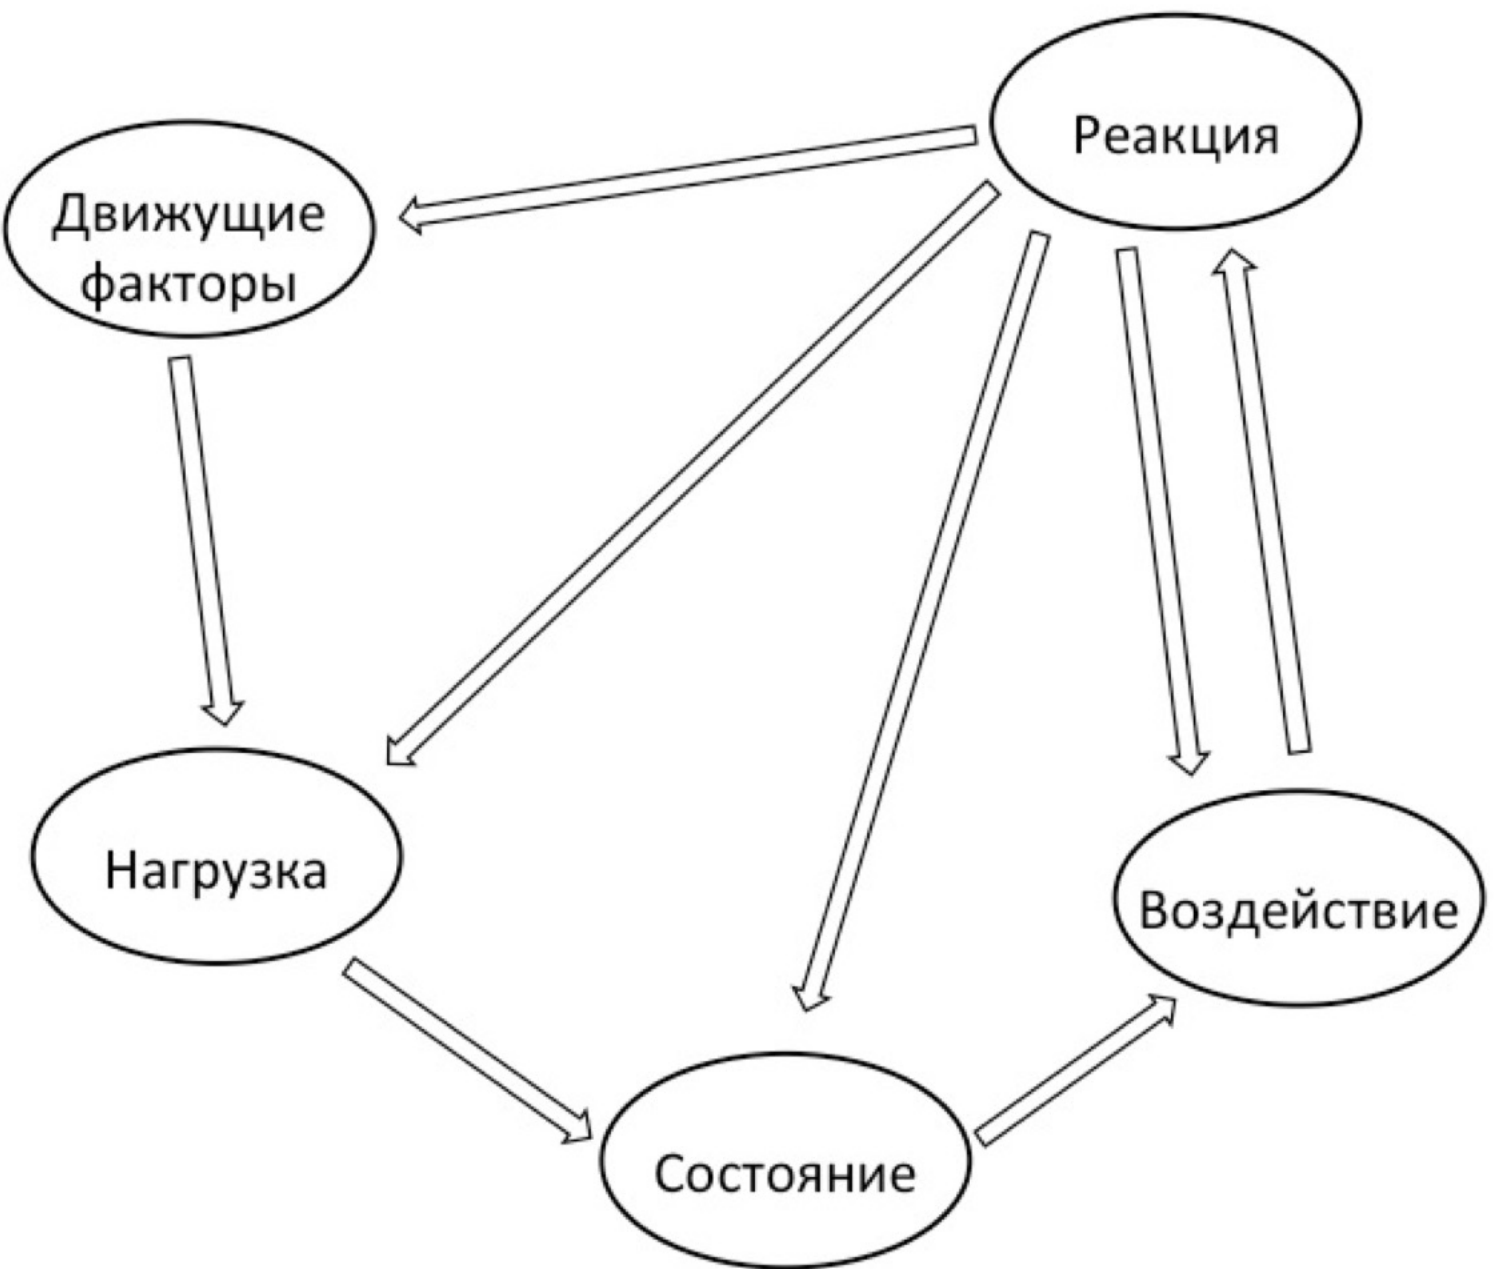 Реакция
Движущие
факторы
Нагрузка
Воздействие
Состояние